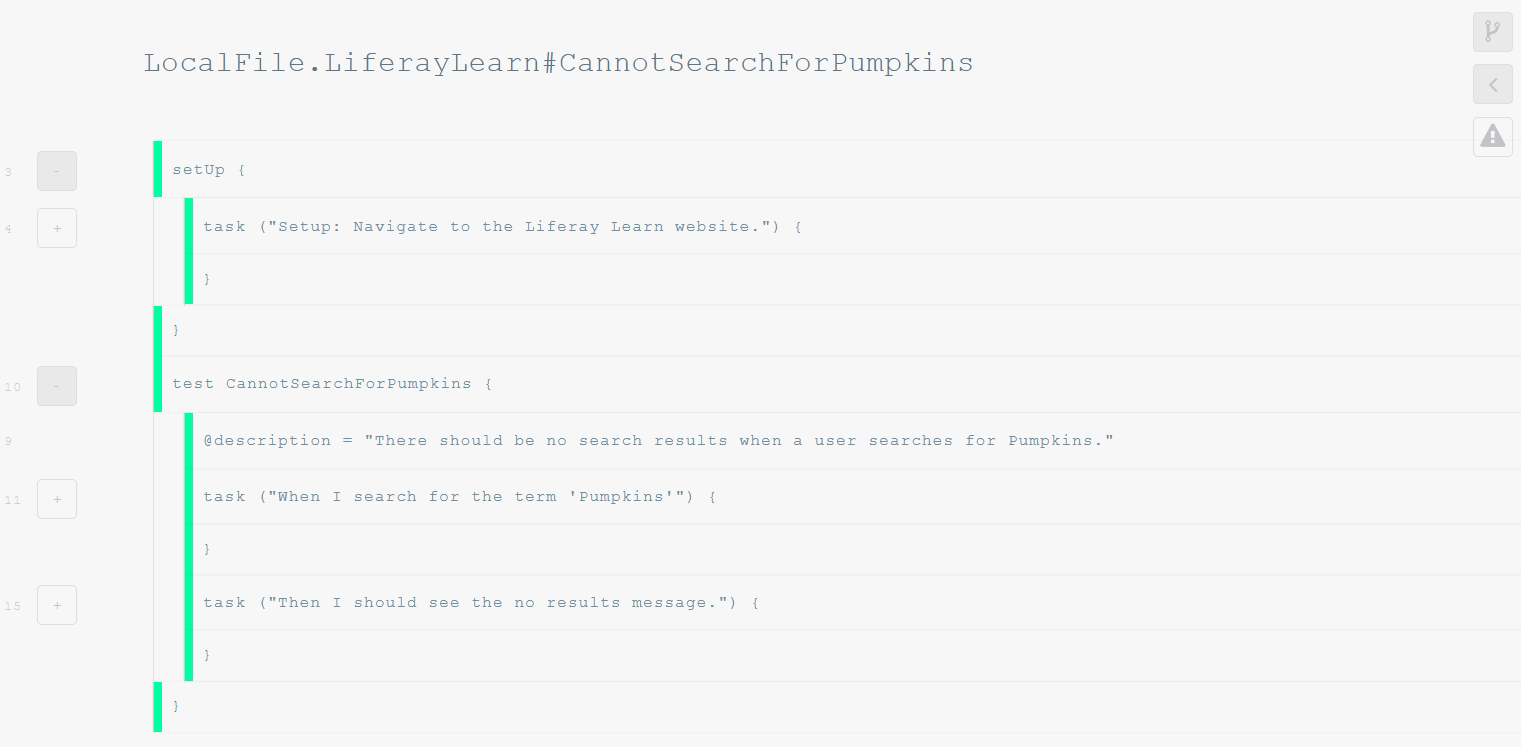 LocalFile.LiferayLearn#CannotSearchForPumpkins
3 - setUp {
4 + task ("Setup: Navigate to the Liferay Learn website.") {
}
}
10 - test CannotSearchForPumpkins {
9 @description = "There should be no search results when a user searches for Pumpkins."
11 + task ("When I search for the term 'Pumpkins'") {
}
15 + task ("Then I should see the no results message.") {
}
}